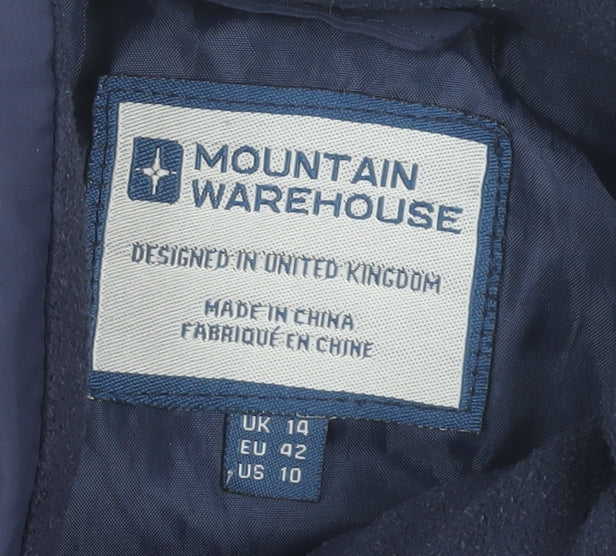 MOUNTAIN
WAREHOUSE
DESIGNED IN UNITED KINGDOM
MADE IN CHINA
FABRIQUÉ EN CHINE
UK 14
EU 42
US 10